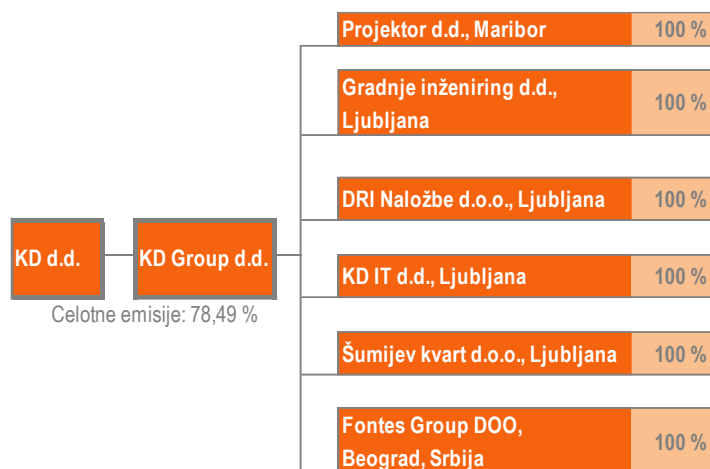 Projektor d.d., Maribor 100 %
Gradnje inženiring d.d.,
Ljubljana 100 %
DRI Naložbe d.o.o., Ljubljana 100 %
KD d.d. KD Group d.d.
KD IT d.d., Ljubljana 100 %
Celotne emisije: 78,49 %
Šumijev kvart d.o.o., Ljubljana 100 %
Fontes Group DOO,
Beograd, Srbija 100 %